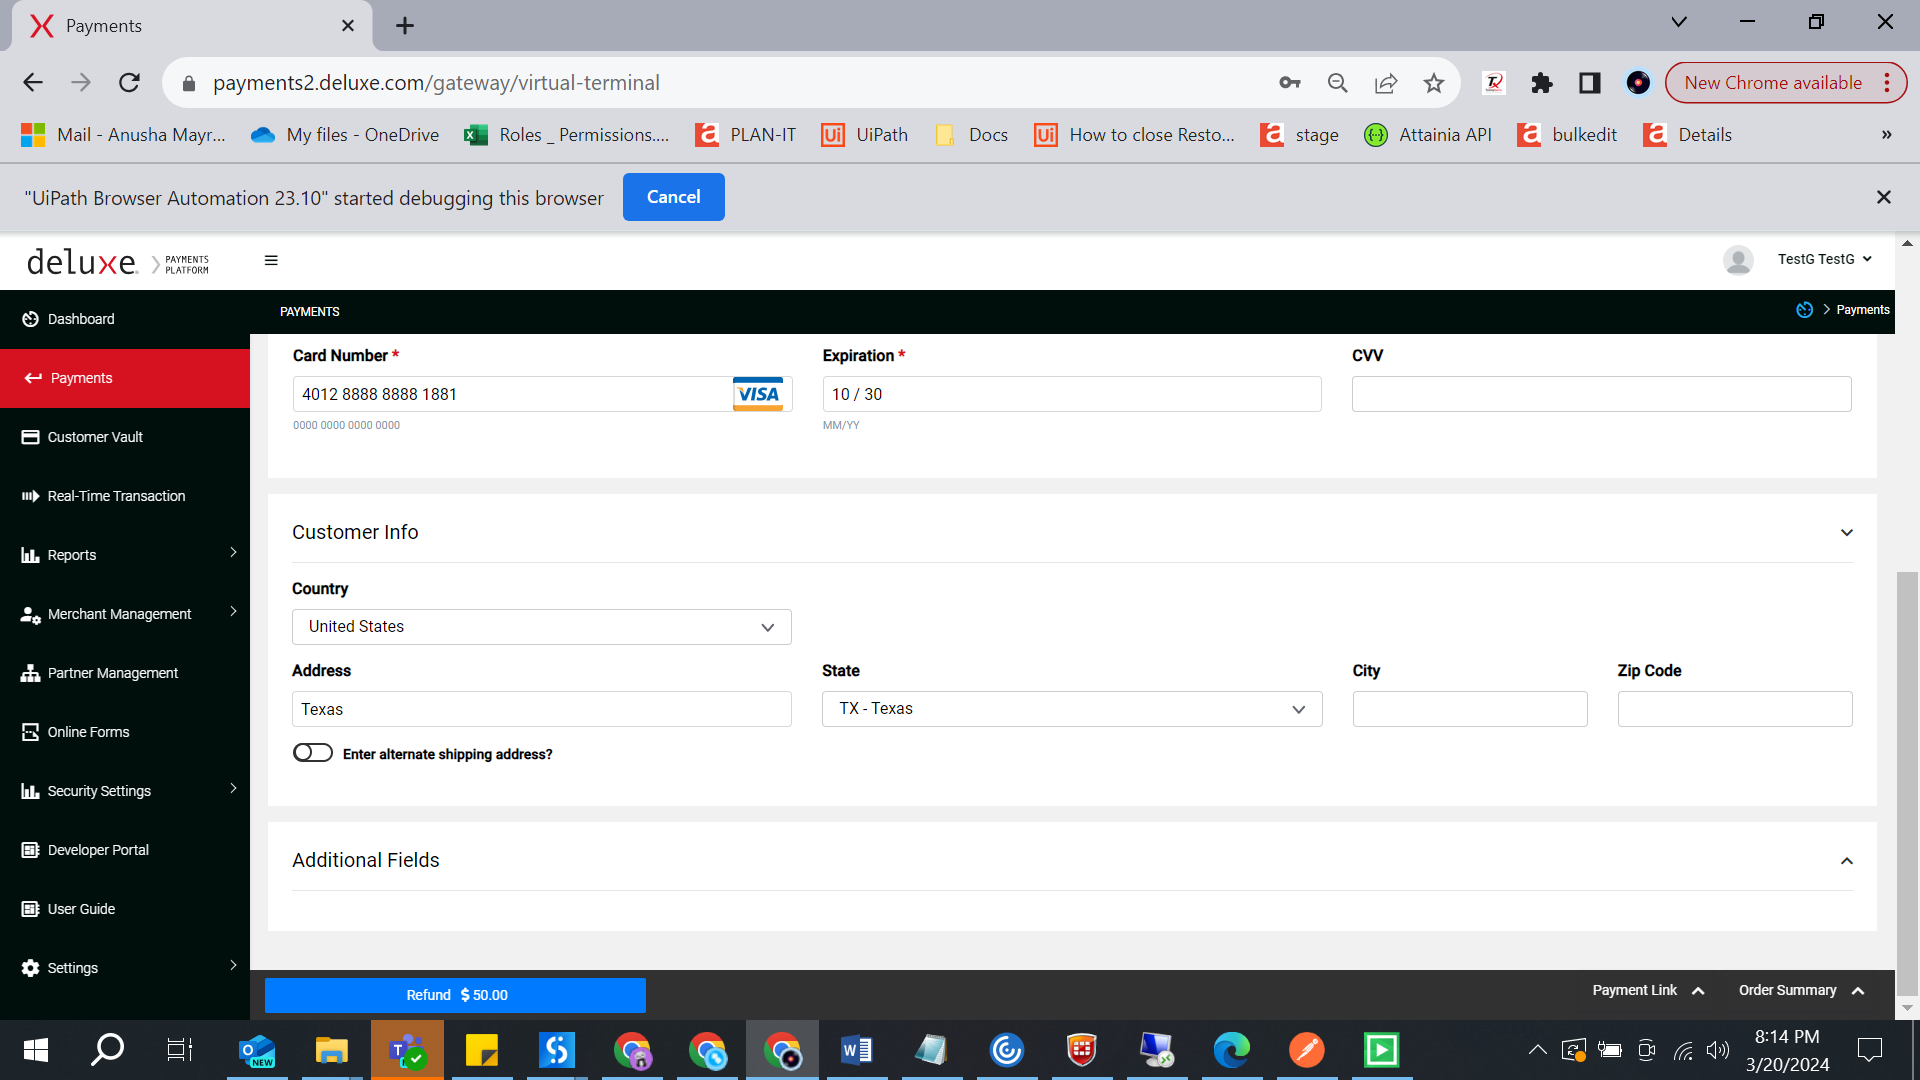 Payments
payments2.deluxe.com/gateway/virtual-terminal
New Chrome available
Mail - Anusha Mayr...
My files - OneDrive
Roles _ Permissions....
PLAN-IT
UiPath
Docs
How to close Resto...
stage
Attainia API
bulkedit
Details
»
"UiPath Browser Automation 23.10" started debugging this browser
Cancel
deluxe.
PAYMENTS
PLATFORM
TestG TestG
Dashboard
Payments
Customer Vault
Real-Time Transaction
Reports
Merchant Management
Partner Management
Online Forms
Security Settings
Developer Portal
User Guide
Settings
PAYMENTS
Payments
Card Number *
4012 8888 8888 1881
VISA
0000 0000 0000 0000
Expiration *
10 / 30
MM/YY
CVV
Customer Info
Country
United States
Address
Texas
State
TX - Texas
City
Zip Code
Enter alternate shipping address?
Additional Fields
Refund $ 50.00
Payment Link
Order Summary
NEW
8:14 PM
3/20/2024